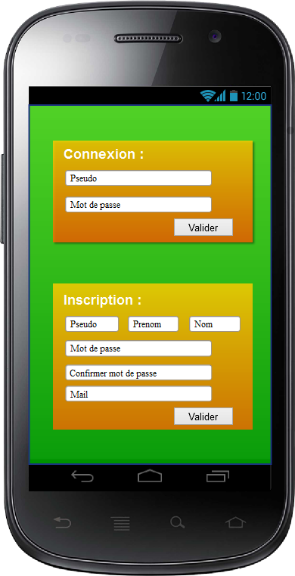 12:00
Connexion :
Pseudo
Mot de passe
Valider
Inscription :
Pseudo Prenom Nom
Mot de passe
Confirmer mot de passe
Mail
Valider